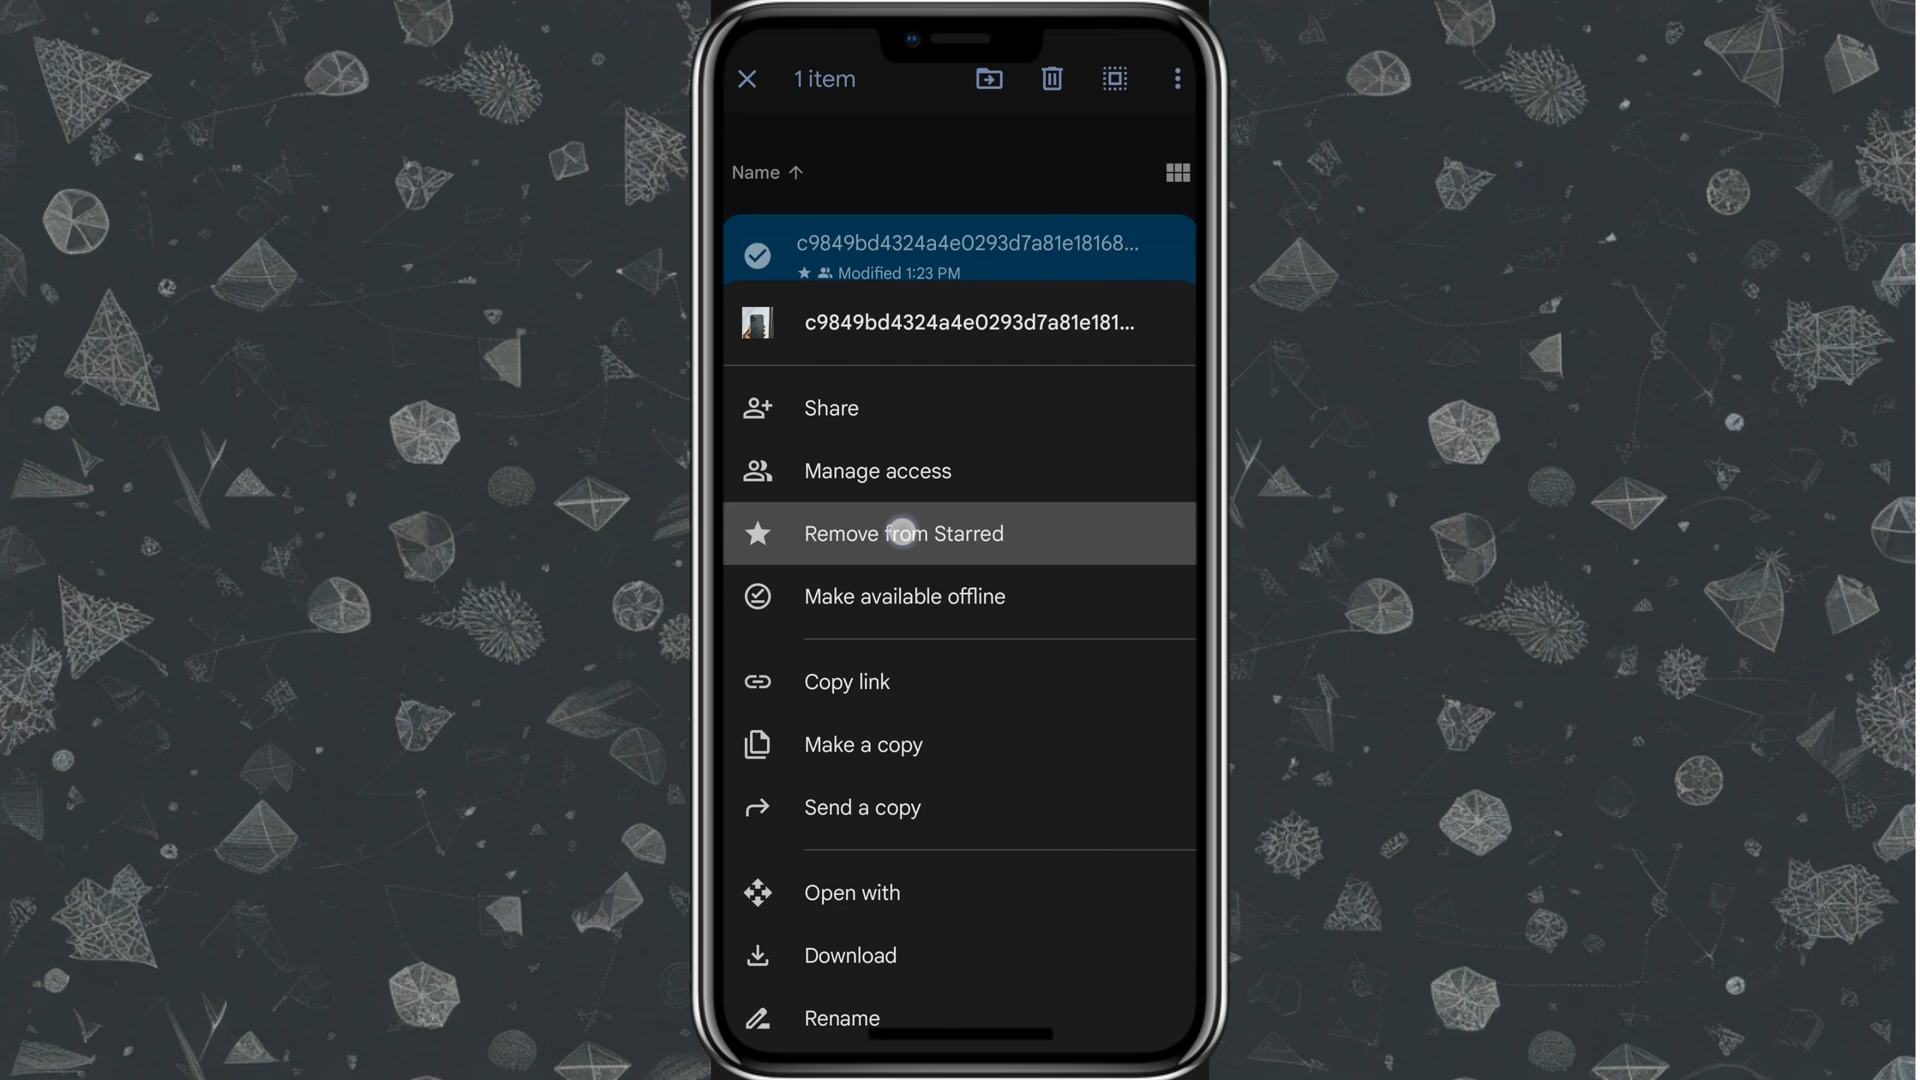 1 item
Name
c9849bd4324a4e0293d7a81e18168...
Modified 1:23 PM
c9849bd4324a4e0293d7a81e181...
Share
Manage access
Remove from Starred
Make available offline
Copy link
Make a copy
Send a copy
Open with
Download
Rename